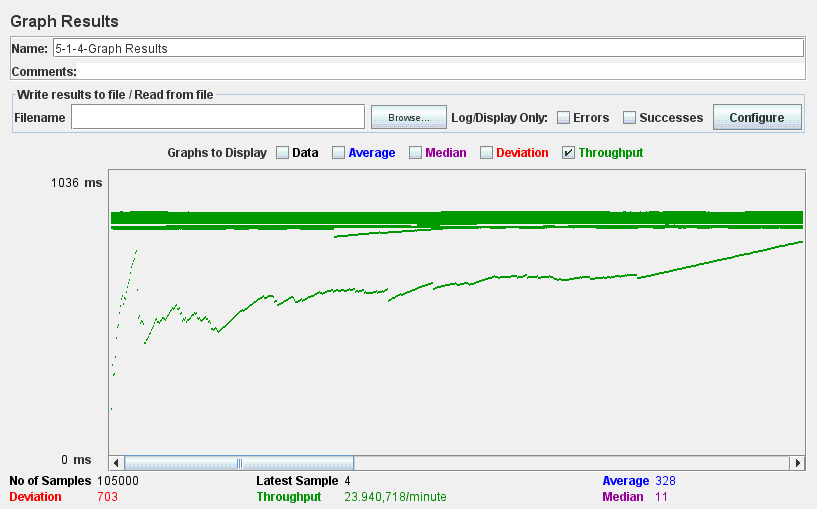 Graph Results
Name: 5-1-4-Graph Results
Comments:
Write results to file / Read from file
Filename Browse... Log/Display Only: Errors Successes Configure
Graphs to Display Data Average Median Deviation Throughput
1036 ms
0 ms
No of Samples 105000 Latest Sample 4 Average 328
Deviation 703 Throughput 23.940,718/minute Median 11